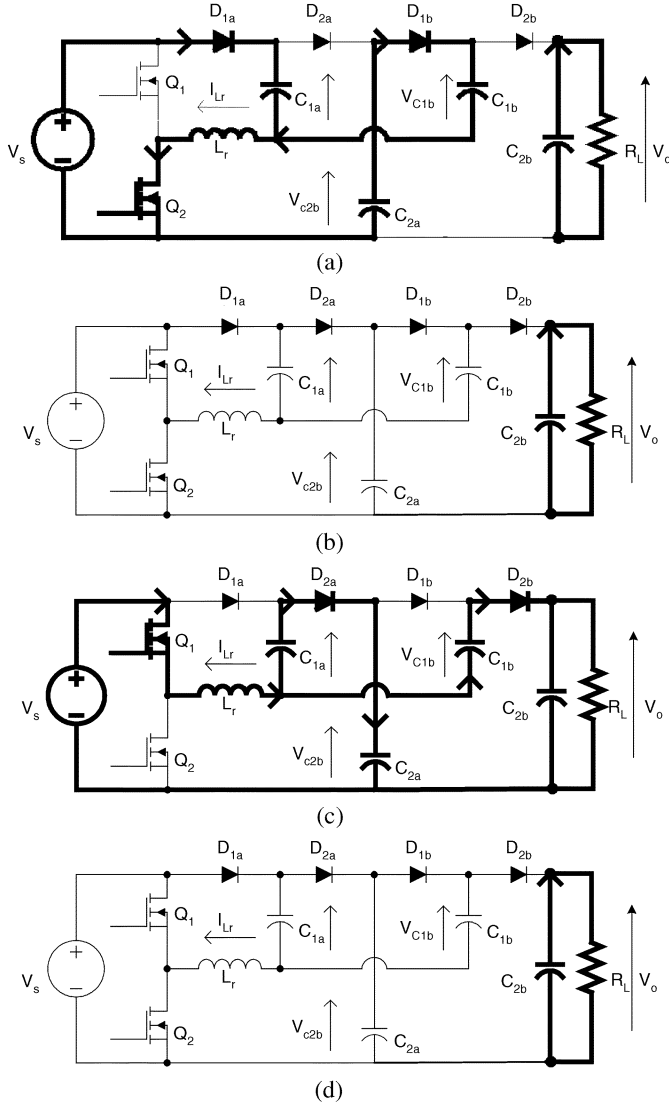 D1a D2a D1b D2b
Q1 ILr C1a VC1b C1b
Vs Lr C2b RL Vo
Q2 Vc2b C2a
(a)
D1a D2a D1b D2b
Q1 ILr C1a VC1b C1b
Vs Lr C2b RL Vo
Q2 Vc2b C2a
(b)
D1a D2a D1b D2b
Q1 ILr C1a VC1b C1b
Vs Lr C2b RL Vo
Q2 Vc2b C2a
(c)
D1a D2a D1b D2b
Q1 ILr C1a VC1b C1b
Vs Lr C2b RL Vo
Q2 Vc2b C2a
(d)